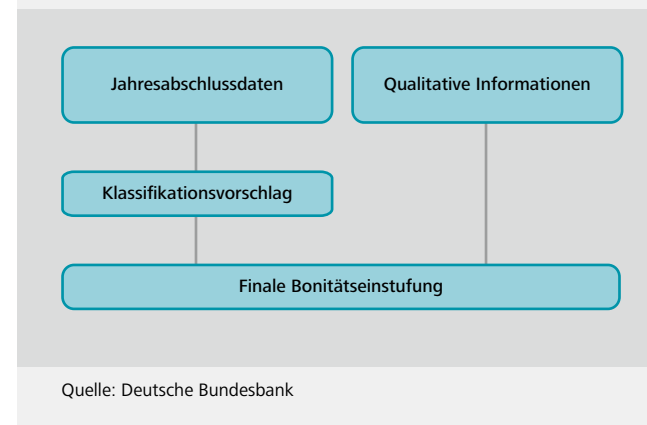 Jahresabschlussdaten
Qualitative Informationen
Klassifikationsvorschlag
Finale Bonitätseinstufung
Quelle: Deutsche Bundesbank